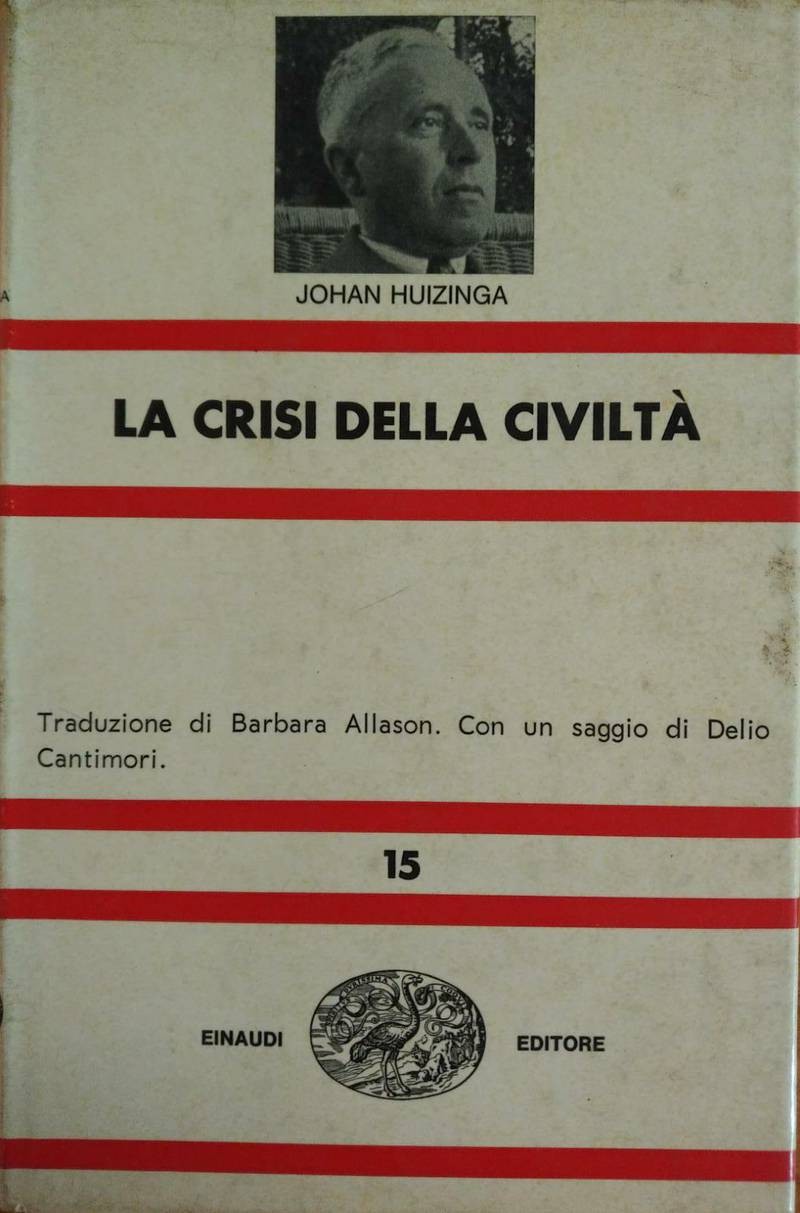 JOHAN HUIZINGA
A
LA CRISI DELLA CIVILTÀ
Traduzione di Barbara Allason. Con un saggio di Delio
Cantimori.
15
EINAUDI
EDITORE